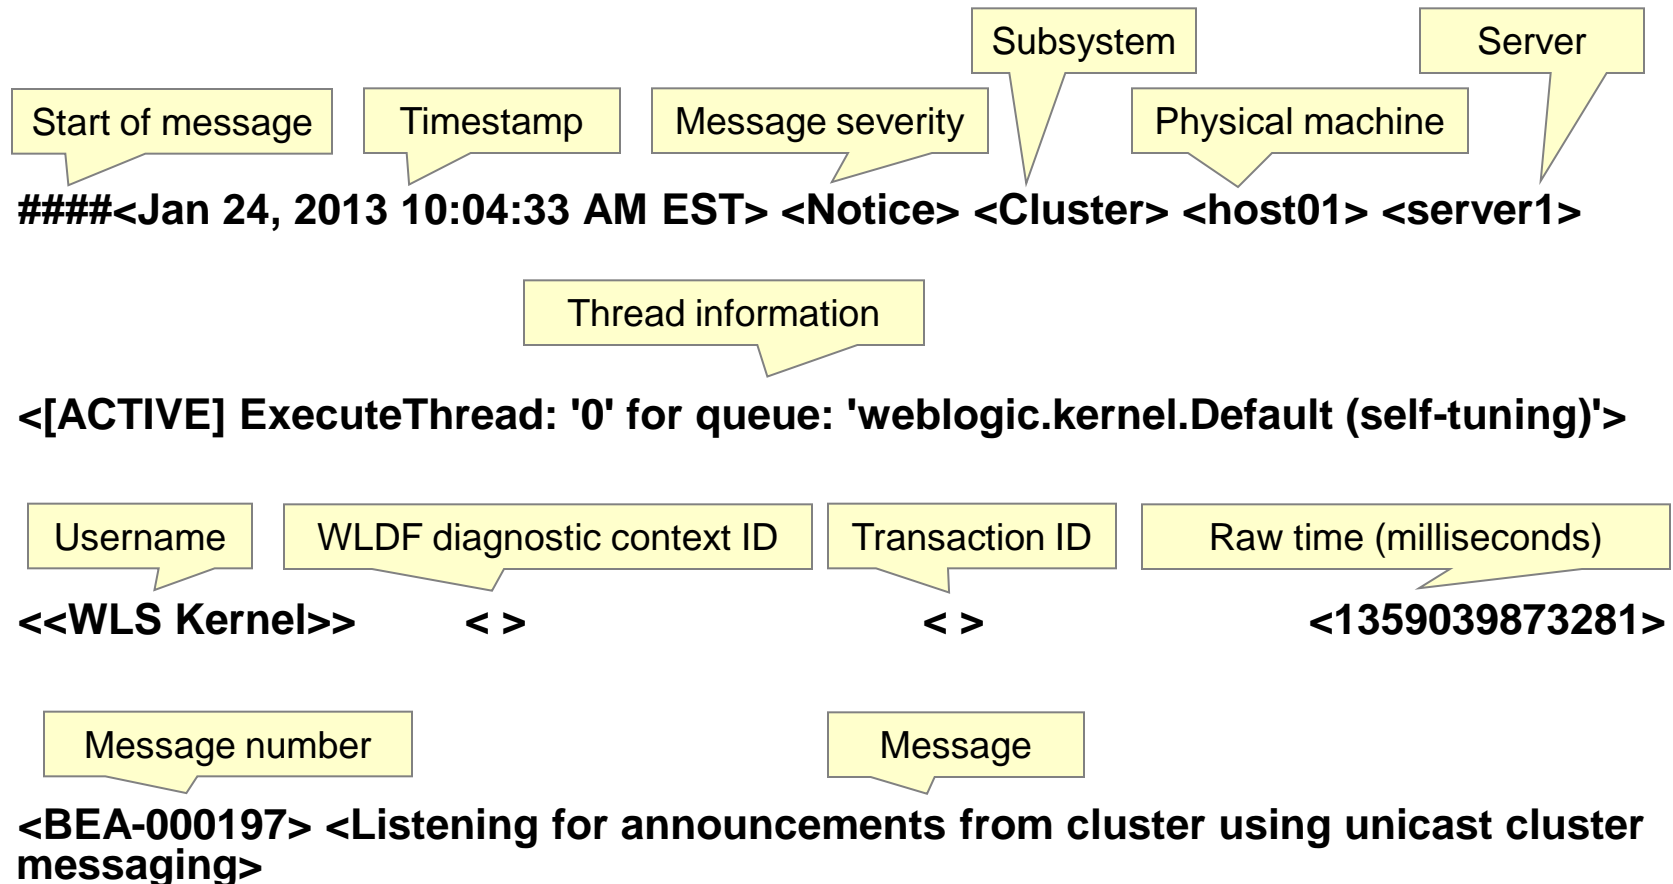 Subsystem Server
Start of message Timestamp Message severity Physical machine
####<Jan 24, 2013 10:04:33 AM EST> <Notice> <Cluster> <host01> <server1>
Thread information
<[ACTIVE] ExecuteThread: '0' for queue: 'weblogic.kernel.Default (self-tuning)'>
Username WLDF diagnostic context ID Transaction ID Raw time (milliseconds)
<<WLS Kernel>> < > < > <1359039873281>
Message number Message
<BEA-000197> <Listening for announcements from cluster using unicast cluster
messaging>